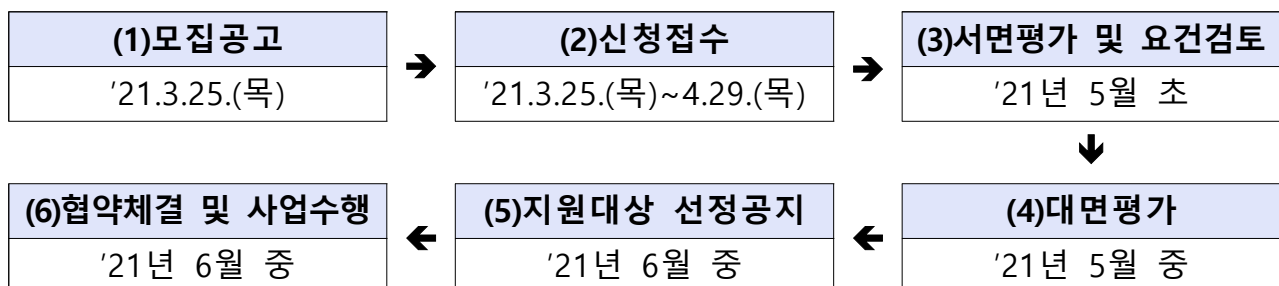 (1)모집공고
'21.3.25.(목)
(2)신청접수
'21.3.25.(목)~4.29.(목)
(3)서면평가 및 요건검토
'21년 5월 초
(4)대면평가
'21년 5월 중
(5)지원대상 선정공지
'21년 6월 중
(6)협약체결 및 사업수행
'21년 6월 중